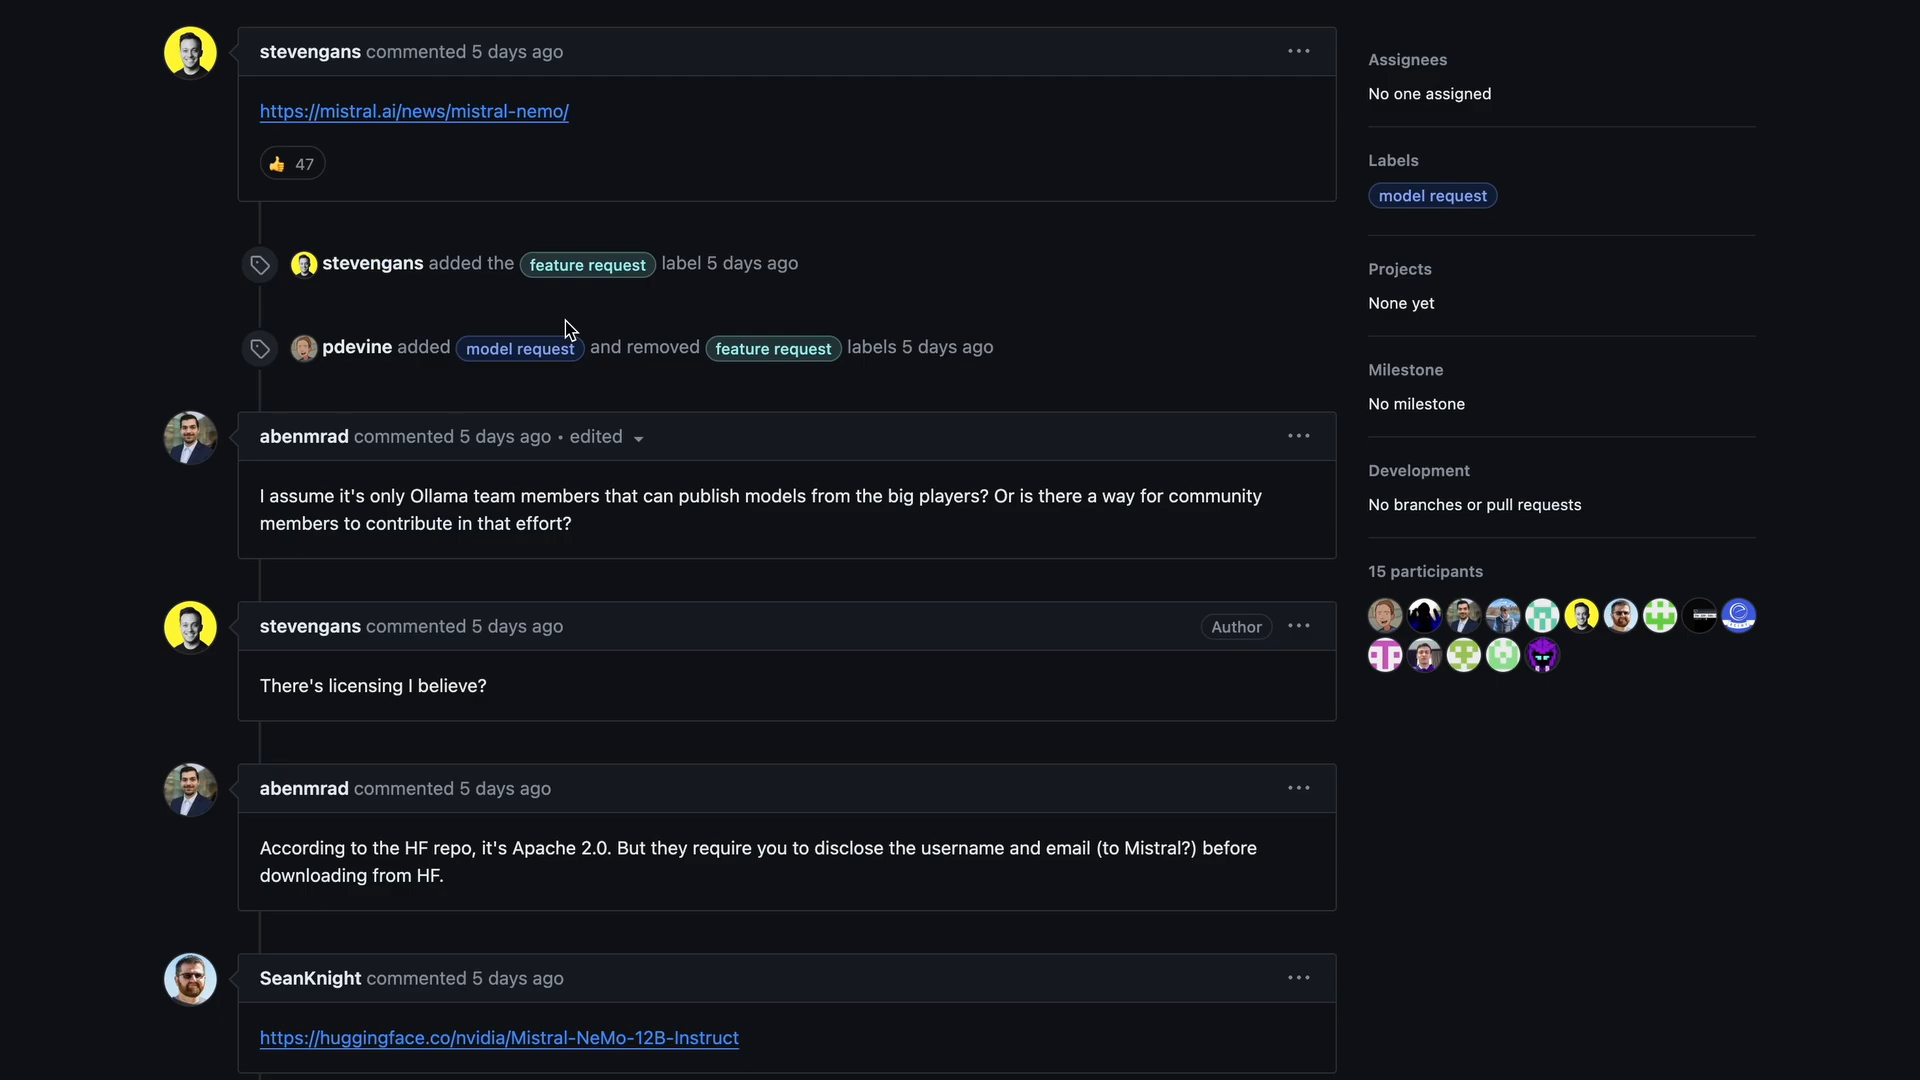 stevengans commented 5 days ago
https://mistral.ai/news/mistral-nemo/
👍 47
stevengans added the feature request label 5 days ago
pdevine added model request and removed feature request labels 5 days ago
abenmrad commented 5 days ago • edited
I assume it's only Ollama team members that can publish models from the big players? Or is there a way for community
members to contribute in that effort?
stevengans commented 5 days ago
Author
There's licensing I believe?
abenmrad commented 5 days ago
According to the HF repo, it's Apache 2.0. But they require you to disclose the username and email (to Mistral?) before
downloading from HF.
SeanKnight commented 5 days ago
https://huggingface.co/nvidia/Mistral-NeMo-12B-Instruct
Assignees
No one assigned
Labels
model request
Projects
None yet
Milestone
No milestone
Development
No branches or pull requests
15 participants